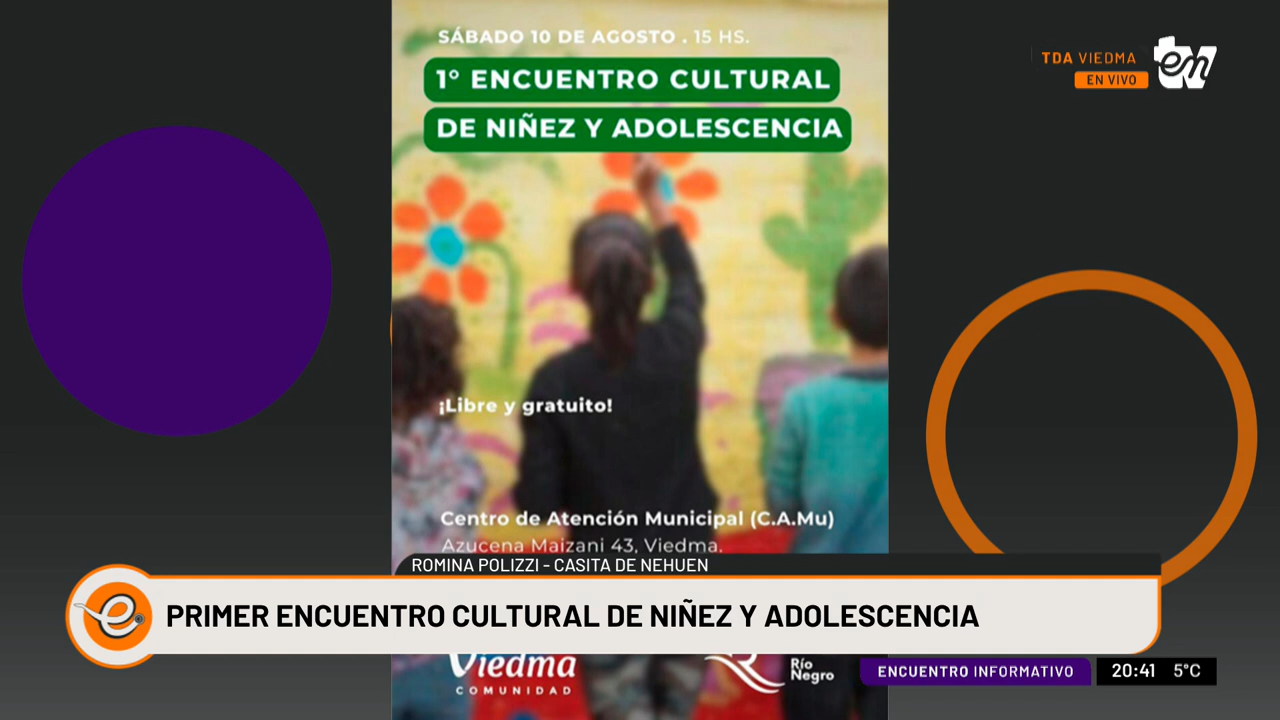 SÁBADO 10 DE AGOSTO . 15 HS.
1° ENCUENTRO CULTURAL
DE NIÑEZ Y ADOLESCENCIA
TDA VIEDMA
EN VIVO
en tv
¡Libre y gratuito!
Centro de Atención Municipal (C.A.Mu)
Azucena Maizani 43, Viedma.
ROMINA POLIZZI - CASITA DE NEHUEN
e
PRIMER ENCUENTRO CULTURAL DE NIÑEZ Y ADOLESCENCIA
Viedma
COMUNIDAD
Río
Negro
ENCUENTRO INFORMATIVO
20:41 5°C